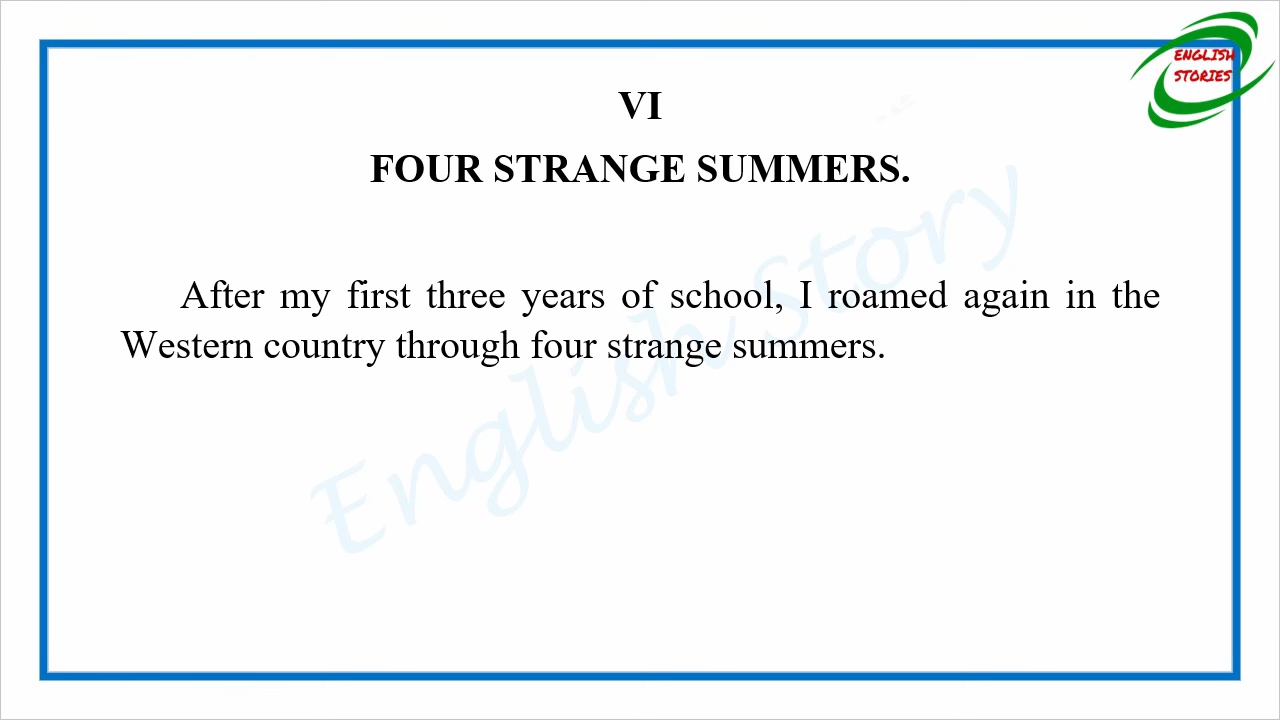 ENGLISH
STORIES
VI
FOUR STRANGE SUMMERS.
After my first three years of school, I roamed again in the
Western country through four strange summers.
English Story